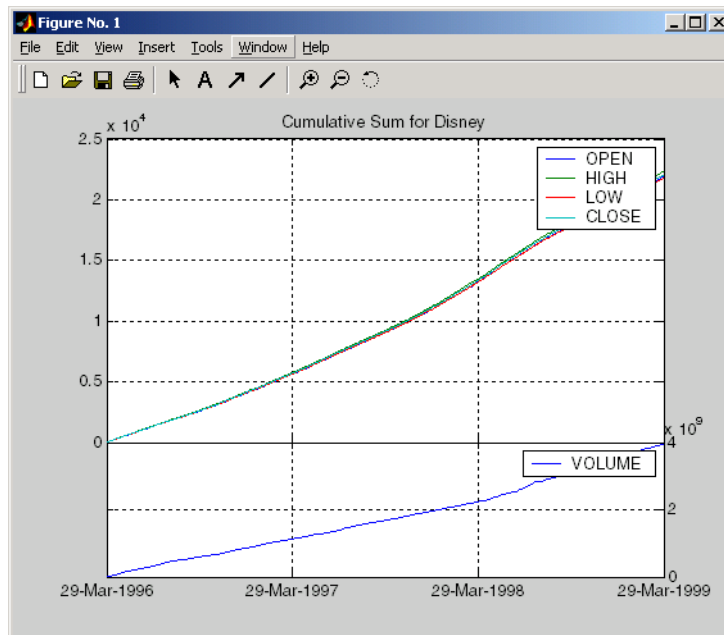 Figure No. 1
File Edit View Insert Tools Window Help
A
x 10^4
Cumulative Sum for Disney
2.5
OPEN
HIGH
LOW
CLOSE
2
1.5
1
0.5
0
x 10^9
4
VOLUME
2
0
29-Mar-1996 29-Mar-1997 29-Mar-1998 29-Mar-1999